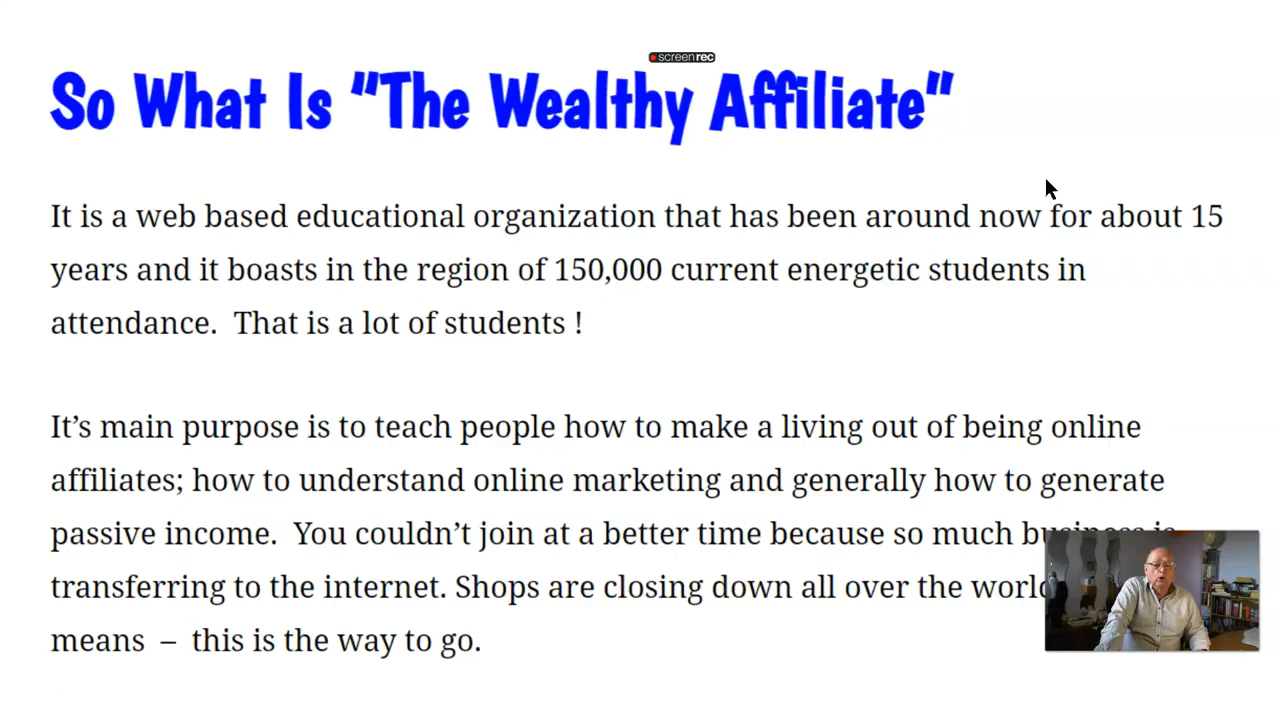 screenrec
So What Is "The Wealthy Affiliate"
It is a web based educational organization that has been around now for about 15
years and it boasts in the region of 150,000 current energetic students in
attendance.  That is a lot of students !
It’s main purpose is to teach people how to make a living out of being online
affiliates; how to understand online marketing and generally how to generate
passive income.  You couldn’t join at a better time because so much business is
transferring to the internet. Shops are closing down all over the world
means  –  this is the way to go.